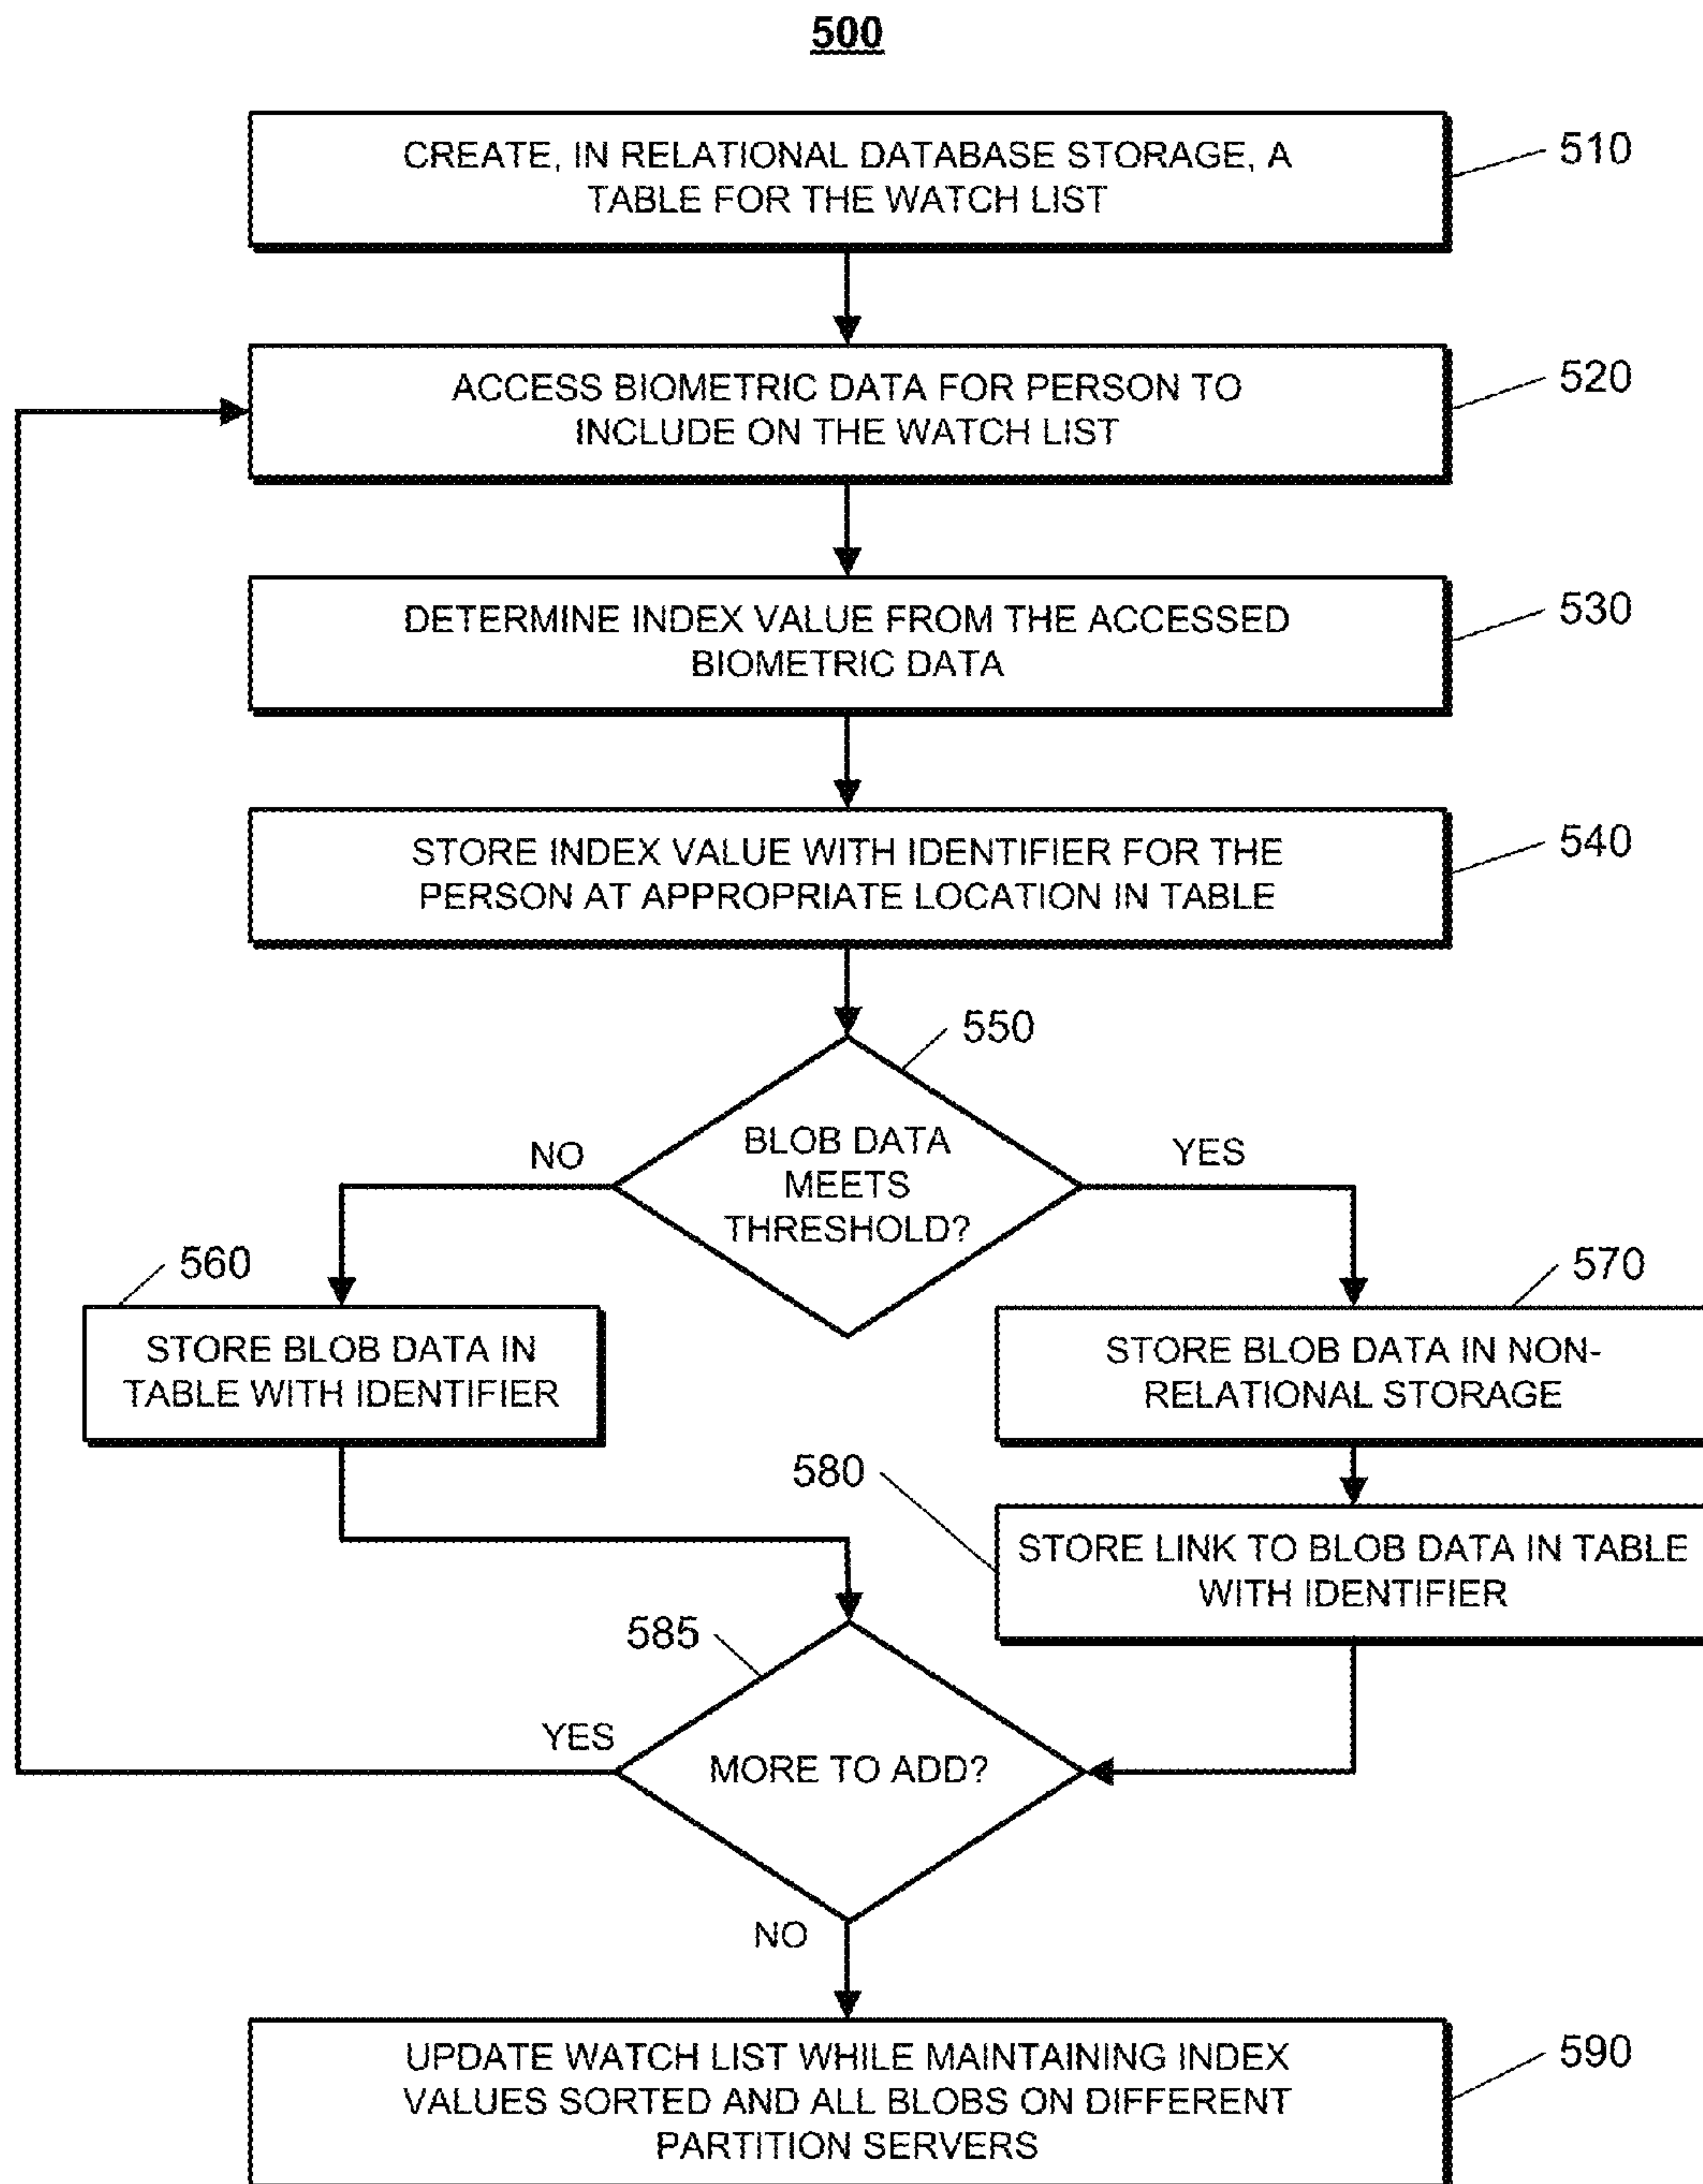 500
CREATE, IN RELATIONAL DATABASE STORAGE, A
TABLE FOR THE WATCH LIST
510
ACCESS BIOMETRIC DATA FOR PERSON TO
INCLUDE ON THE WATCH LIST
520
DETERMINE INDEX VALUE FROM THE ACCESSED
BIOMETRIC DATA
530
STORE INDEX VALUE WITH IDENTIFIER FOR THE
PERSON AT APPROPRIATE LOCATION IN TABLE
540
550
BLOB DATA
MEETS
THRESHOLD?
NO
YES
560
STORE BLOB DATA IN
TABLE WITH IDENTIFIER
570
STORE BLOB DATA IN NON-
RELATIONAL STORAGE
580
STORE LINK TO BLOB DATA IN TABLE
WITH IDENTIFIER
585
YES
MORE TO ADD?
NO
UPDATE WATCH LIST WHILE MAINTAINING INDEX
VALUES SORTED AND ALL BLOBS ON DIFFERENT
PARTITION SERVERS
590